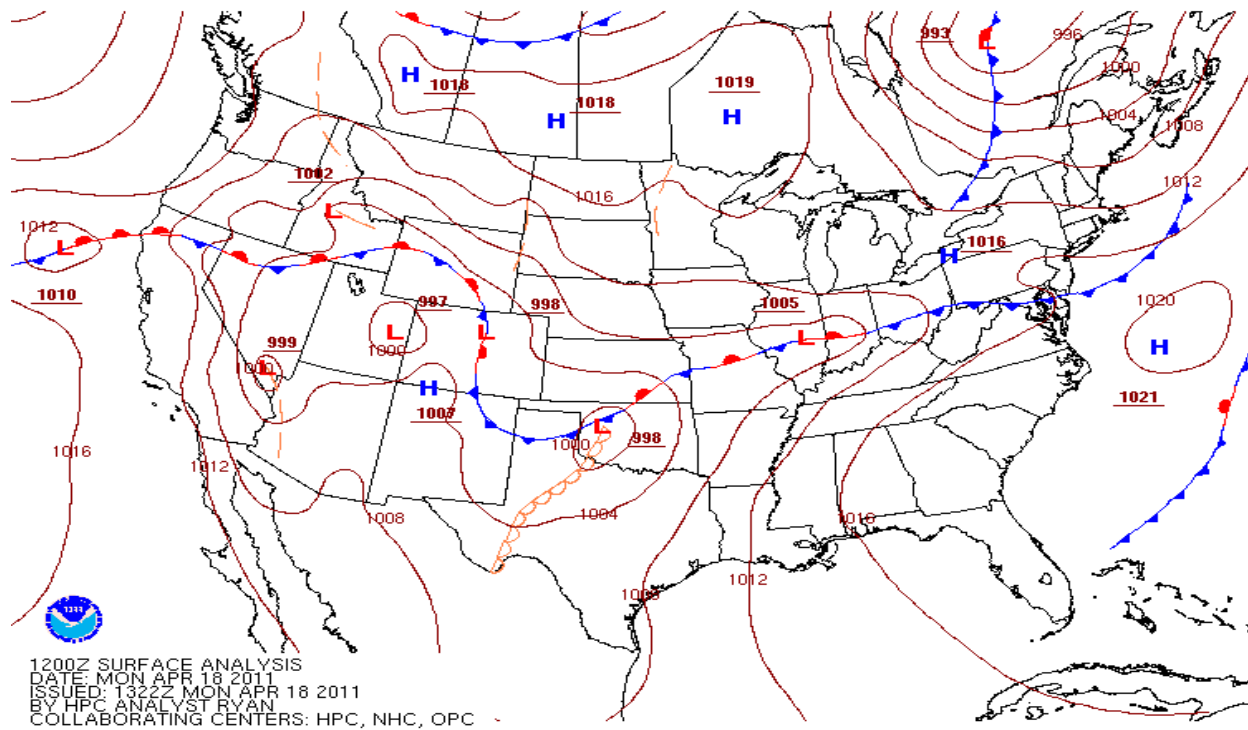 993
996
1000
H
1018
1018
H
1019
H
L
1004
1008
1002
1016
1012
L
1012
L
1016
H
1010
997
998
1005
1020
L
L
999
1000
L
L
H
1000
H
1007
L
998
1021
1000
1016
1012
1004
1008
1016
1012
1008
1200Z SURFACE ANALYSIS
DATE: MON APR 18 2011
ISSUED: 1322Z MON APR 18 2011
BY HPC ANALYST RYAN
COLLABORATING CENTERS: HPC, NHC, OPC